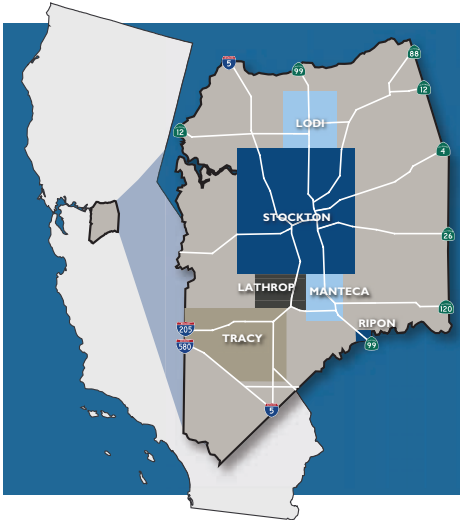 88
5
99
12
LODI
12
4
STOCKTON
26
LATHROP
MANTECA
120
RIPON
205
TRACY
99
580
5